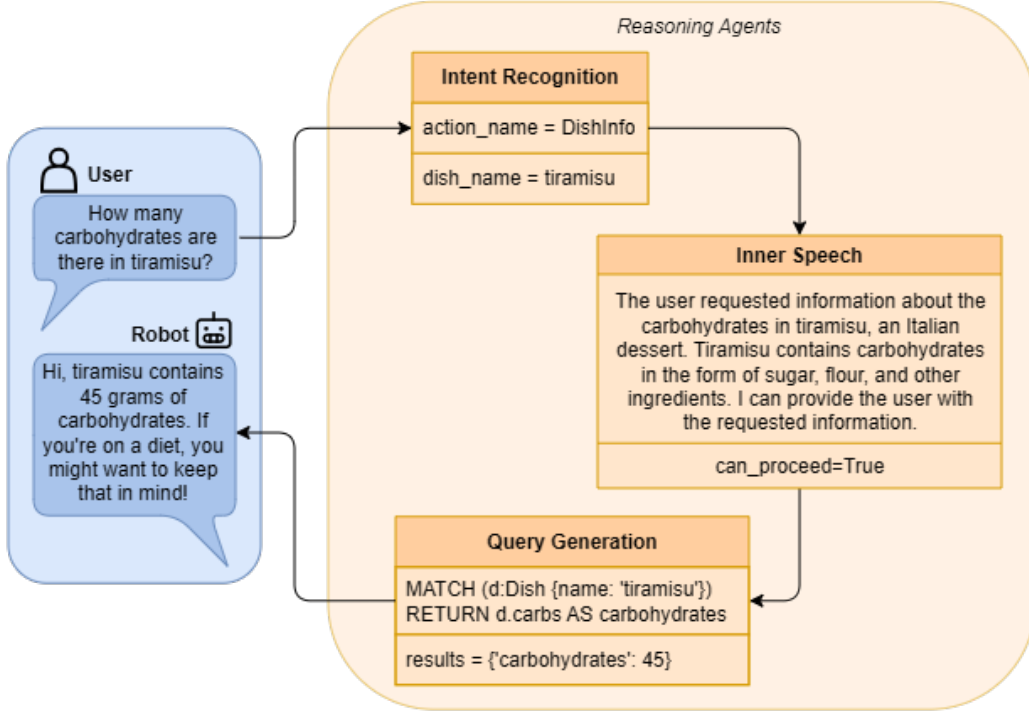 Reasoning Agents
Intent Recognition
action_name = DishInfo
dish_name = tiramisu
User
How many
carbohydrates are
there in tiramisu?
Inner Speech
The user requested information about the
carbohydrates in tiramisu, an Italian
dessert. Tiramisu contains carbohydrates
in the form of sugar, flour, and other
ingredients. I can provide the user with
the requested information.
can_proceed=True
Query Generation
MATCH (d:Dish {name: 'tiramisu'})
RETURN d.carbs AS carbohydrates
results = {'carbohydrates': 45}
Robot
Hi, tiramisu contains
45 grams of
carbohydrates. If
you're on a diet, you
might want to keep
that in mind!